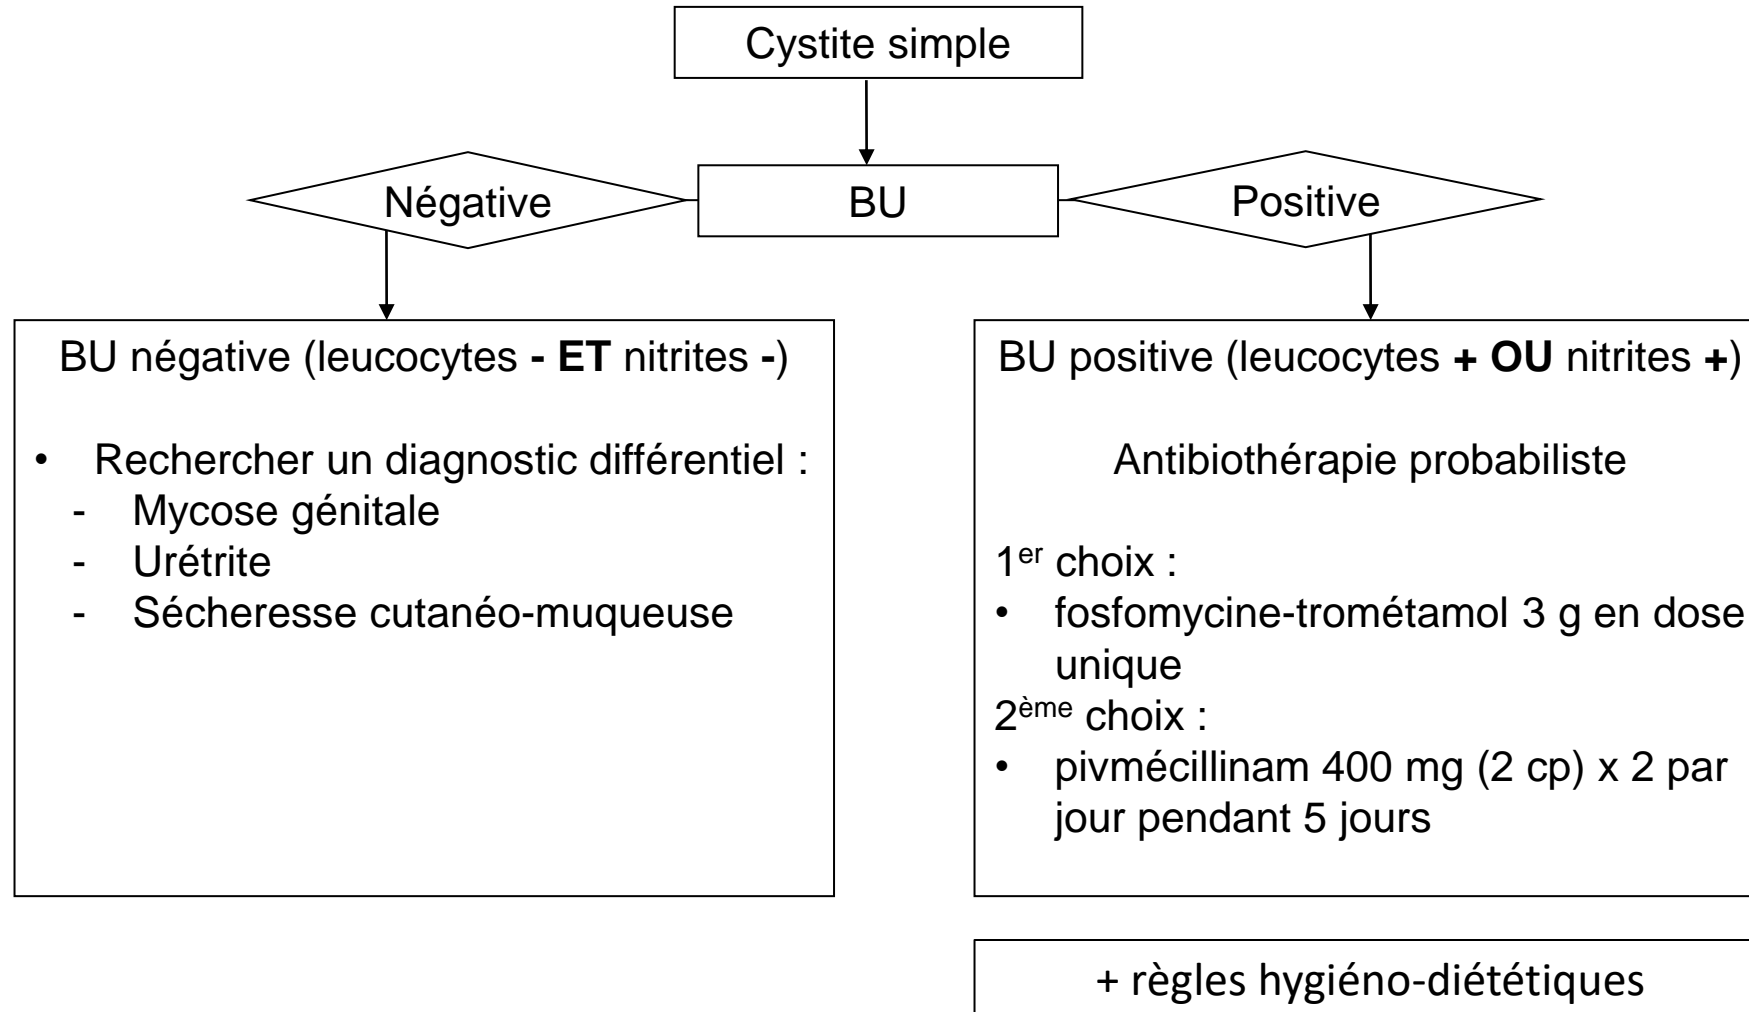 Cystite simple
Négative
BU
Positive
BU négative (leucocytes - ET nitrites -)
• Rechercher un diagnostic différentiel :
- Mycose génitale
- Urétrite
- Sécheresse cutanéo-muqueuse
BU positive (leucocytes + OU nitrites +)
Antibiothérapie probabiliste
1er choix :
• fosfomycine-trométamol 3 g en dose
unique
2ème choix :
• pivmécillinam 400 mg (2 cp) x 2 par
jour pendant 5 jours
+ règles hygiéno-diététiques